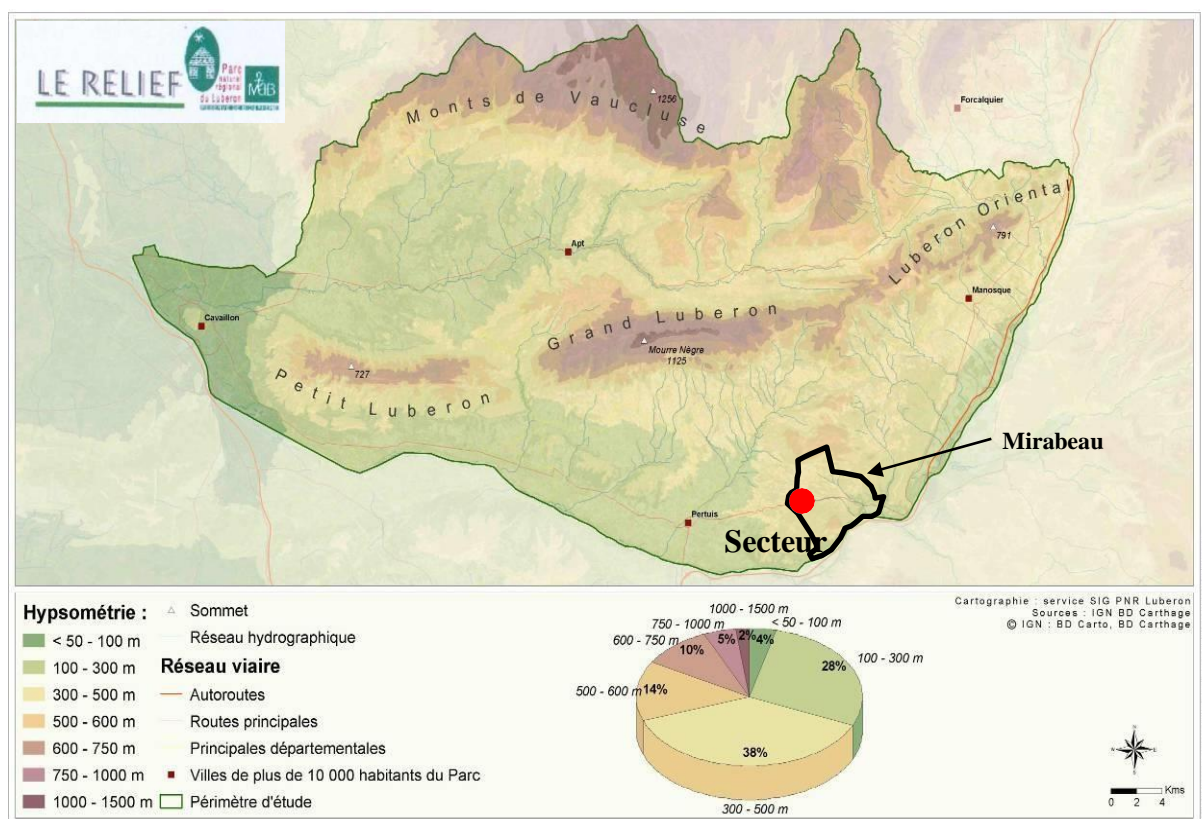 LE RELIEF
Parc
naturel
régional
du Luberon
MAB
Monts de Vaucluse
1256
Forcalquier
Luberon Oriental
791
Apt
Manosque
Cavaillon
Grand Luberon
Mourre Nègre
1125
727
Petit Luberon
Mirabeau
Pertuis
Secteur
Hypsométrie :
< 50 - 100 m
100 - 300 m
300 - 500 m
500 - 600 m
600 - 750 m
750 - 1000 m
1000 - 1500 m
Sommet
Réseau hydrographique
Réseau viaire
Autoroutes
Routes principales
Principales départementales
Villes de plus de 10 000 habitants du Parc
Périmètre d'étude
1000 - 1500 m
750 - 1000 m
< 50 - 100 m
600 - 750 m
2%
4%
5%
10%
100 - 300 m
28%
500 - 600 m
14%
38%
300 - 500 m
Cartographie : service SIG PNR Luberon
Sources : IGN BD Carthage
© IGN : BD Carto, BD Carthage
Kms
0 2 4